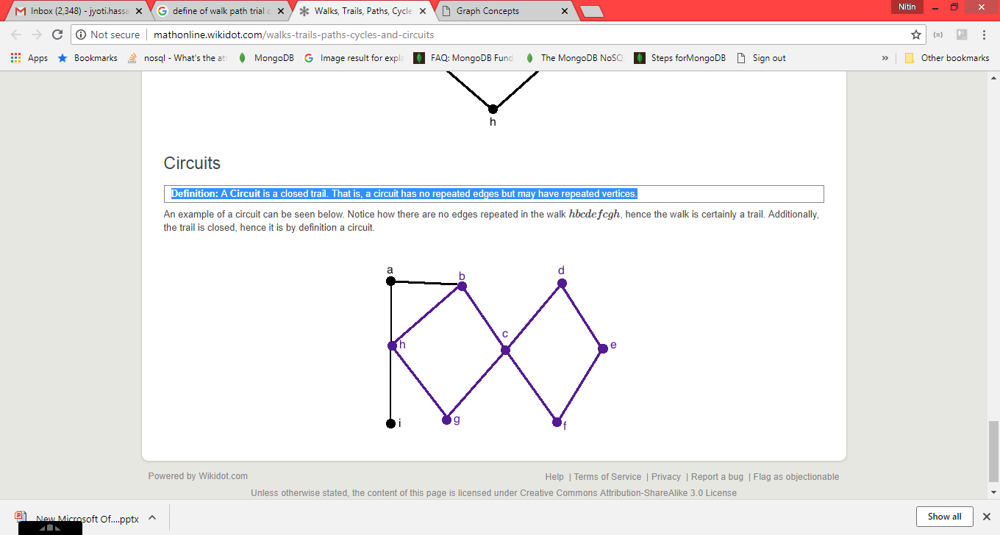 Inbox (2,348) - jyoti.hassa
define of walk path trial c
Walks, Trails, Paths, Cycle
Graph Concepts
Nitin
Not secure
mathonline.wikidot.com/walks-trails-paths-cycles-and-circuits
Apps
Bookmarks
nosql - What's the at
MongoDB
Image result for expla
FAQ: MongoDB Fund
The MongoDB NoSQ
Steps forMongoDB
Sign out
»
Other bookmarks
h
Circuits
Definition: A Circuit is a closed trail. That is, a circuit has no repeated edges but may have repeated vertices.
An example of a circuit can be seen below. Notice how there are no edges repeated in the walk hbcdefcgh, hence the walk is certainly a trail. Additionally,
the trail is closed, hence it is by definition a circuit.
a
b
d
c
h
e
i
g
f
Powered by Wikidot.com
Help | Terms of Service | Privacy | Report a bug | Flag as objectionable
Unless otherwise stated, the content of this page is licensed under Creative Commons Attribution-ShareAlike 3.0 License
New Microsoft Of....pptx
Show all